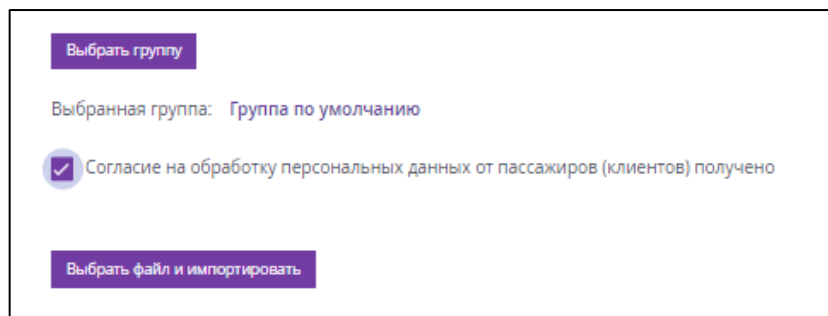 Выбрать группу
Выбранная группа: Группа по умолчанию
Согласие на обработку персональных данных от пассажиров (клиентов) получено
Выбрать файл и импортировать